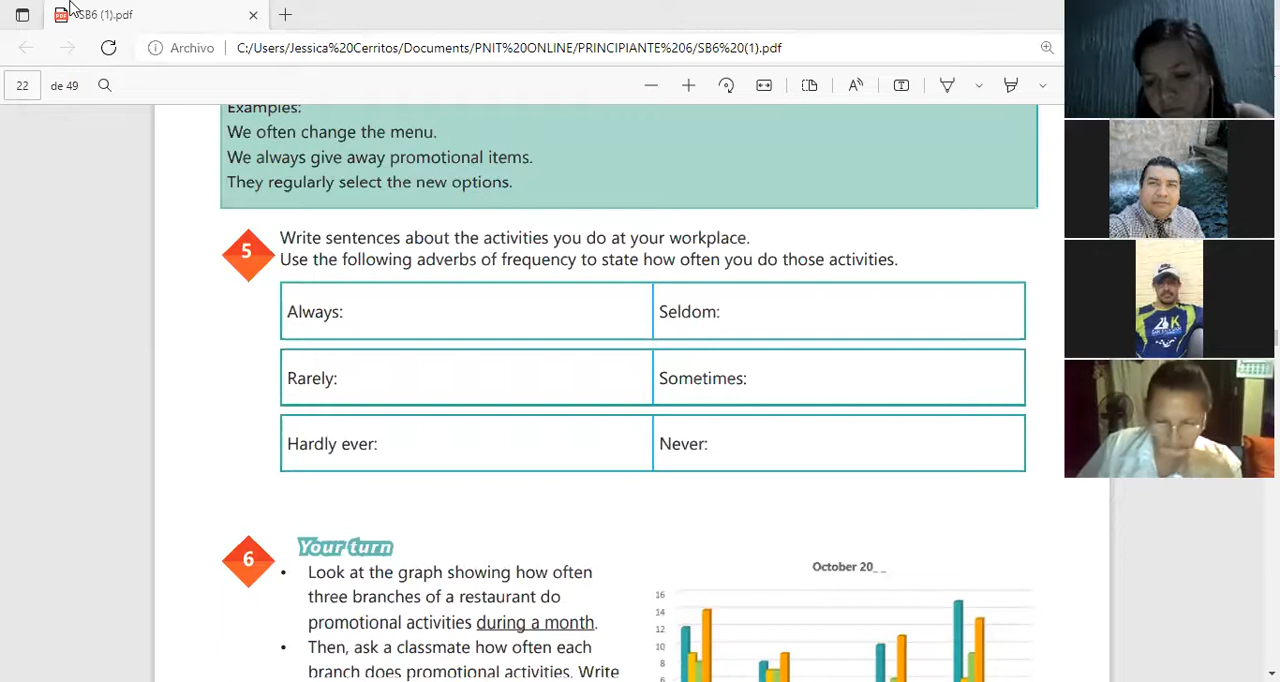 SB6 (1).pdf
Archivo
C:/Users/Jessica%20Cerritos/Documents/PNIT%20ONLINE/PRINCIPIANTE%206/SB6%20(1).pdf
22 de 49
Examples:
We often change the menu.
We always give away promotional items.
They regularly select the new options.
5
Write sentences about the activities you do at your workplace.
Use the following adverbs of frequency to state how often you do those activities.
Always:
Seldom:
Rarely:
Sometimes:
Hardly ever:
Never:
6
Your turn
• Look at the graph showing how often
three branches of a restaurant do
promotional activities during a month.
• Then, ask a classmate how often each
branch does promotional activities. Write
October 20_ _
16
14
12
10
8
6